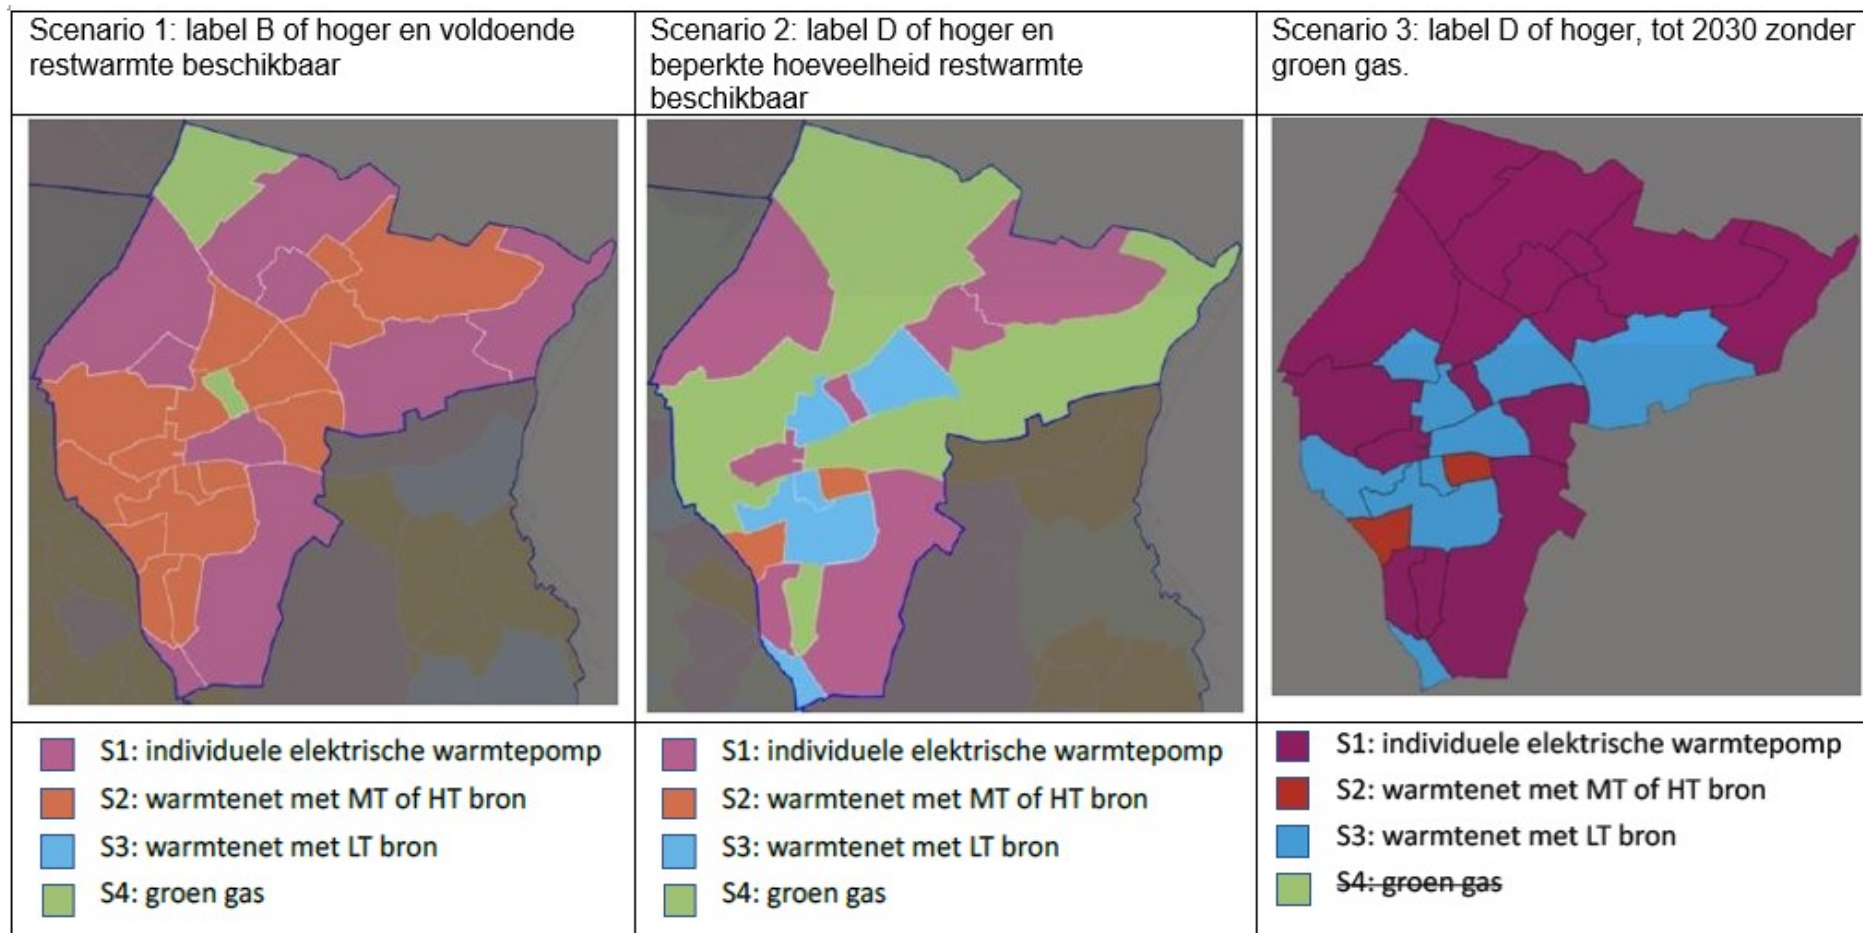 Scenario 1: label B of hoger en voldoende
restwarmte beschikbaar
Scenario 2: label D of hoger en
beperkte hoeveelheid restwarmte
beschikbaar
Scenario 3: label D of hoger, tot 2030 zonder
groen gas.
S1: individuele elektrische warmtepomp
S2: warmtenet met MT of HT bron
S3: warmtenet met LT bron
S4: groen gas
S1: individuele elektrische warmtepomp
S2: warmtenet met MT of HT bron
S3: warmtenet met LT bron
S4: groen gas
S1: individuele elektrische warmtepomp
S2: warmtenet met MT of HT bron
S3: warmtenet met LT bron
S4: groen gas